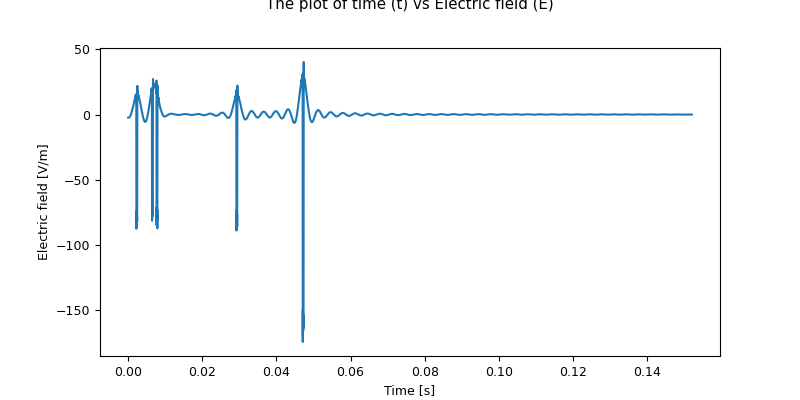 The plot of time (t) vs Electric field (E)
50
0
−50
−100
−150
Electric field [V/m]
0.00 0.02 0.04 0.06 0.08 0.10 0.12 0.14
Time [s]